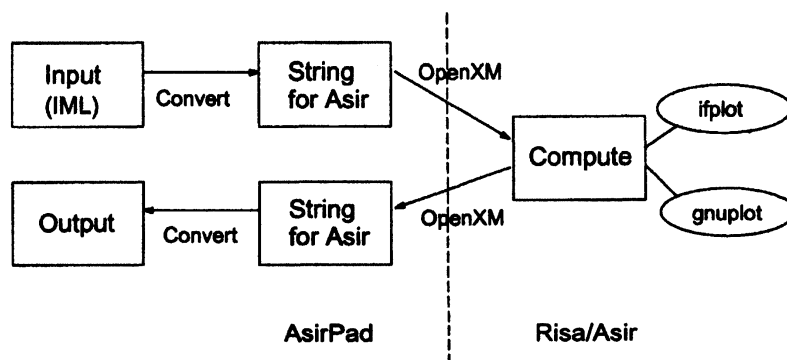 Input
(IML)
Convert
String
for Asir
OpenXM
Compute
ifplot
gnuplot
Output
Convert
String
for Asir
OpenXM
AsirPad
Risa/Asir